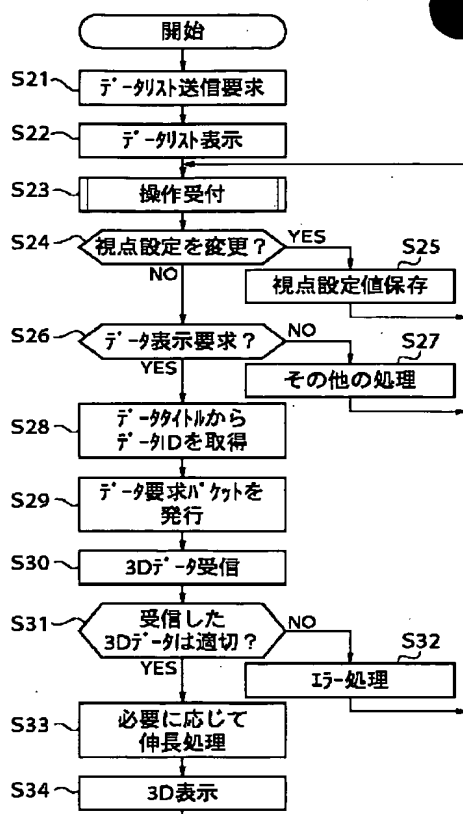 開始
S21
データリスト送信要求
S22
データリスト表示
S23
操作受付
S24
視点設定を変更?
YES
NO
S25
視点設定値保存
S26
データ表示要求?
NO
YES
S27
その他の処理
S28
データタイトルから
データIDを取得
S29
データ要求パケットを
発行
S30
3Dデータ受信
S31
受信した
3Dデータは適切?
NO
YES
S32
エラー処理
S33
必要に応じて
伸長処理
S34
3D表示